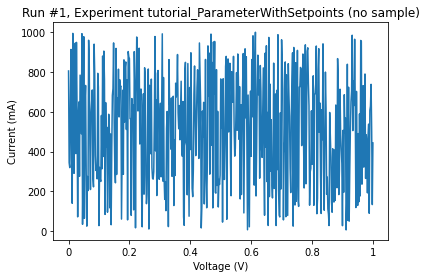 Run #1, Experiment tutorial_ParameterWithSetpoints (no sample)
1000
800
600
400
200
0
Current (mA)
0 0.2 0.4 0.6 0.8 1
Voltage (V)